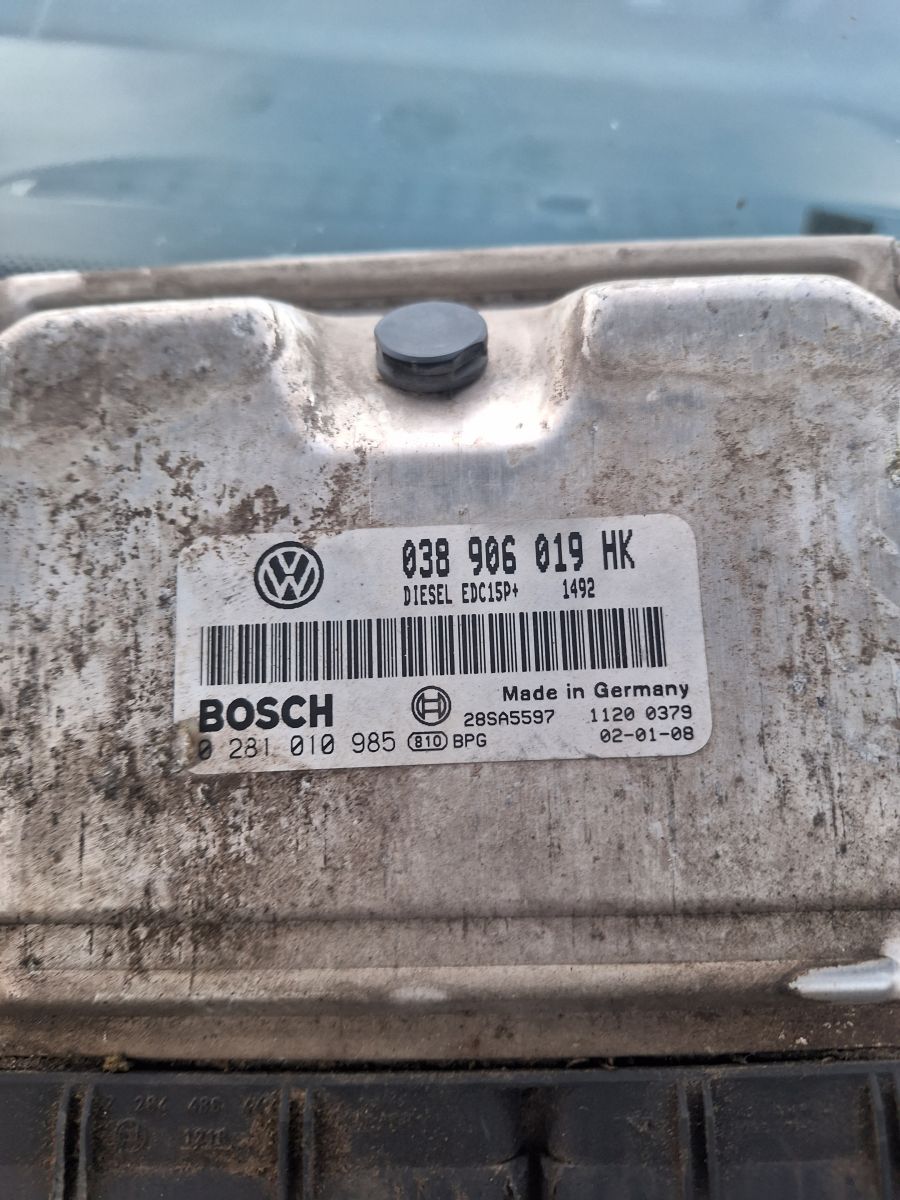 038 906 019 HK
DIESEL EDC15P+ 1492
BOSCH
Made in Germany
28SA5597 1120 0379
0 281 010 985 810 BPG 02-01-08